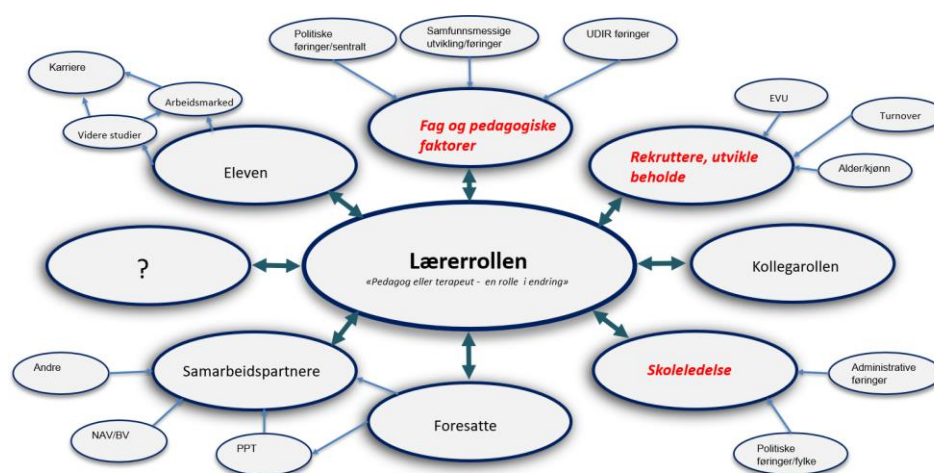 Politiske
føringer/sentralt
Samfunnsmessige
utvikling/føringer
UDIR føringer
Karriere
Arbeidsmarked
Videre studier
Eleven
Fag og pedagogiske
faktorer
EVU
Turnover
Alder/kjønn
Rekruttere, utvikle
beholde
?
Lærerrollen
«Pedagog eller terapeut - en rolle i endring»
Kollegarollen
Andre
Samarbeidspartnere
NAV/BV
PPT
Foresatte
Skoleledelse
Administrative
føringer
Politiske
føringer/fylke